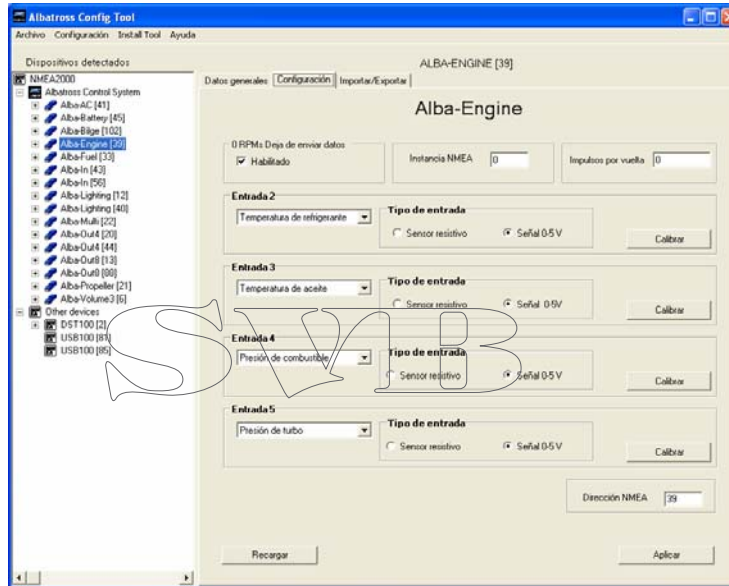 Albatross Config Tool
Archivo Configuración Install Tool Ayuda
Dispositivos detectados
NMEA2000
Albatross Control System
Alba-AC [41]
Alba-Battery [45]
Alba-Bilge [102]
Alba-Engine [39]
Alba-Fuel [33]
Alba-In [43]
Alba-In [56]
Alba-Lighting [12]
Alba-Lighting [40]
Alba-Multi [22]
Alba-Out4 [20]
Alba-Out4 [44]
Alba-Out8 [13]
Alba-Out8 [88]
Alba-Propeller [21]
Alba-Volume3 [6]
Other devices
DST100 [2]
USB100 [81]
USB100 [85]
ALBA-ENGINE [39]
Datos generales Configuración Importar/Exportar
Alba-Engine
0 RPMs Deja de enviar datos
Habilitado
Instancia NMEA 0
Impulsos por vuelta 0
Entrada 2
Temperatura de refrigerante
Tipo de entrada
Sensor resistivo Señal 0-5 V
Calibrar
Entrada 3
Temperatura de aceite
Tipo de entrada
Sensor resistivo Señal 0-5V
Calibrar
Entrada 4
Presión de combustible
Tipo de entrada
Sensor resistivo Señal 0-5 V
Calibrar
Entrada 5
Presión de turbo
Tipo de entrada
Sensor resistivo Señal 0-5 V
Calibrar
Dirección NMEA 39
Recargar
Aplicar
SVB